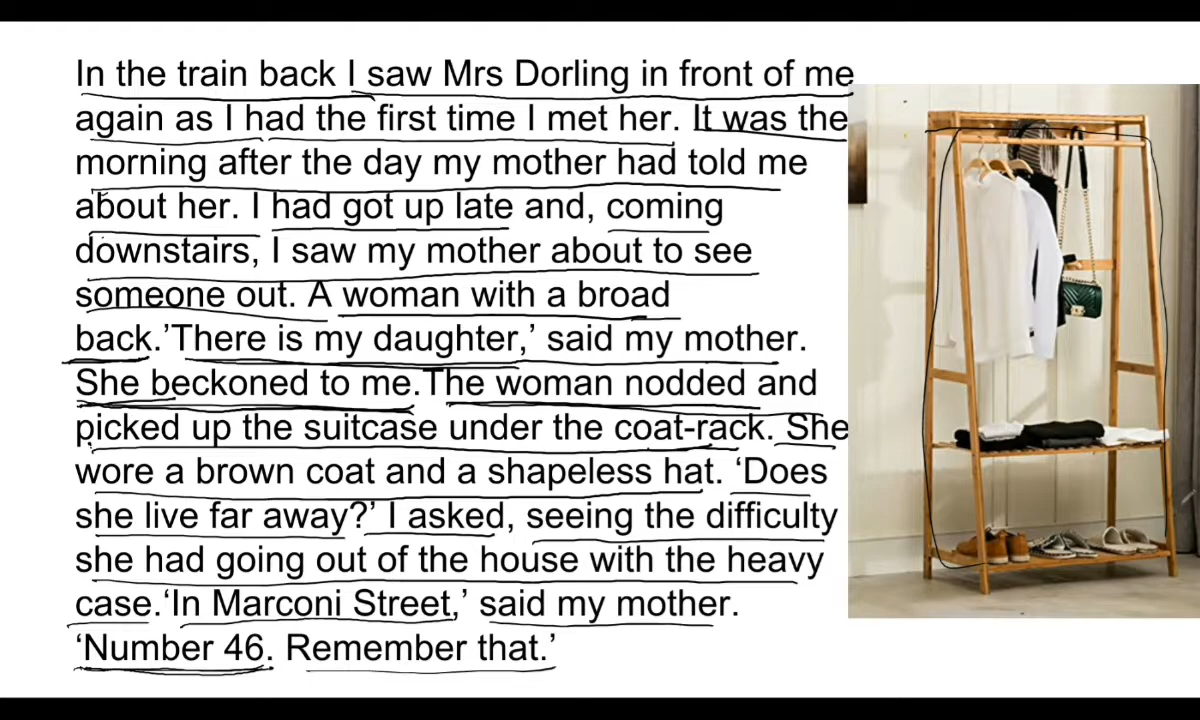 In the train back I saw Mrs Dorling in front of me
again as I had the first time I met her. It was the
morning after the day my mother had told me
about her. I had got up late and, coming
downstairs, I saw my mother about to see
someone out. A woman with a broad
back.’There is my daughter,’ said my mother.
She beckoned to me.The woman nodded and
picked up the suitcase under the coat-rack. She
wore a brown coat and a shapeless hat. ‘Does
she live far away?’ I asked, seeing the difficulty
she had going out of the house with the heavy
case.‘In Marconi Street,’ said my mother.
‘Number 46. Remember that.’